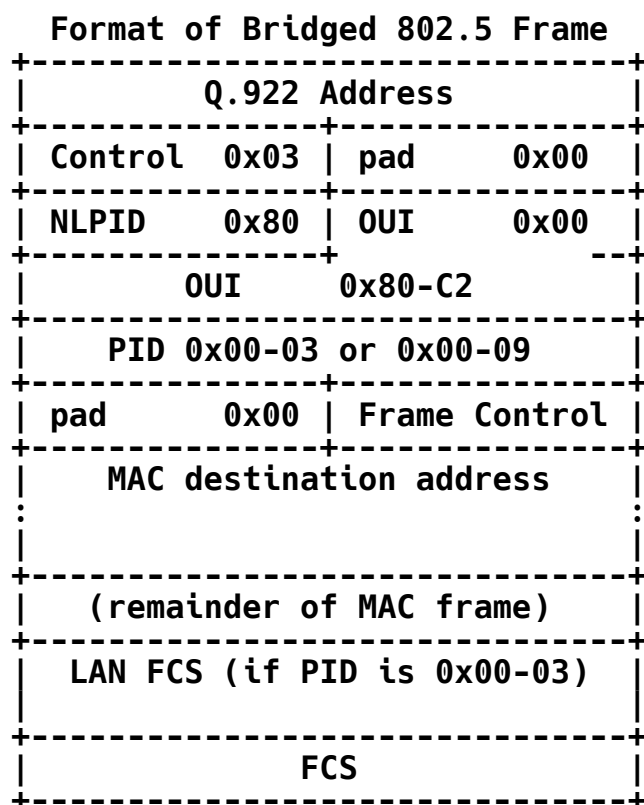 Format of Bridged 802.5 Frame
+-------------------------------+
| Q.922 Address |
+---------------+---------------+
| Control 0x03 | pad 0x00 |
+---------------+---------------+
| NLPID 0x80 | OUI 0x00 |
+---------------+ --+
| OUI 0x80-C2 |
+-------------------------------+
| PID 0x00-03 or 0x00-09 |
+---------------+---------------+
| pad 0x00 | Frame Control |
+---------------+---------------+
| MAC destination address |
: :
| |
+-------------------------------+
| (remainder of MAC frame) |
+-------------------------------+
| LAN FCS (if PID is 0x00-03) |
| |
+-------------------------------+
| FCS |
+-------------------------------+